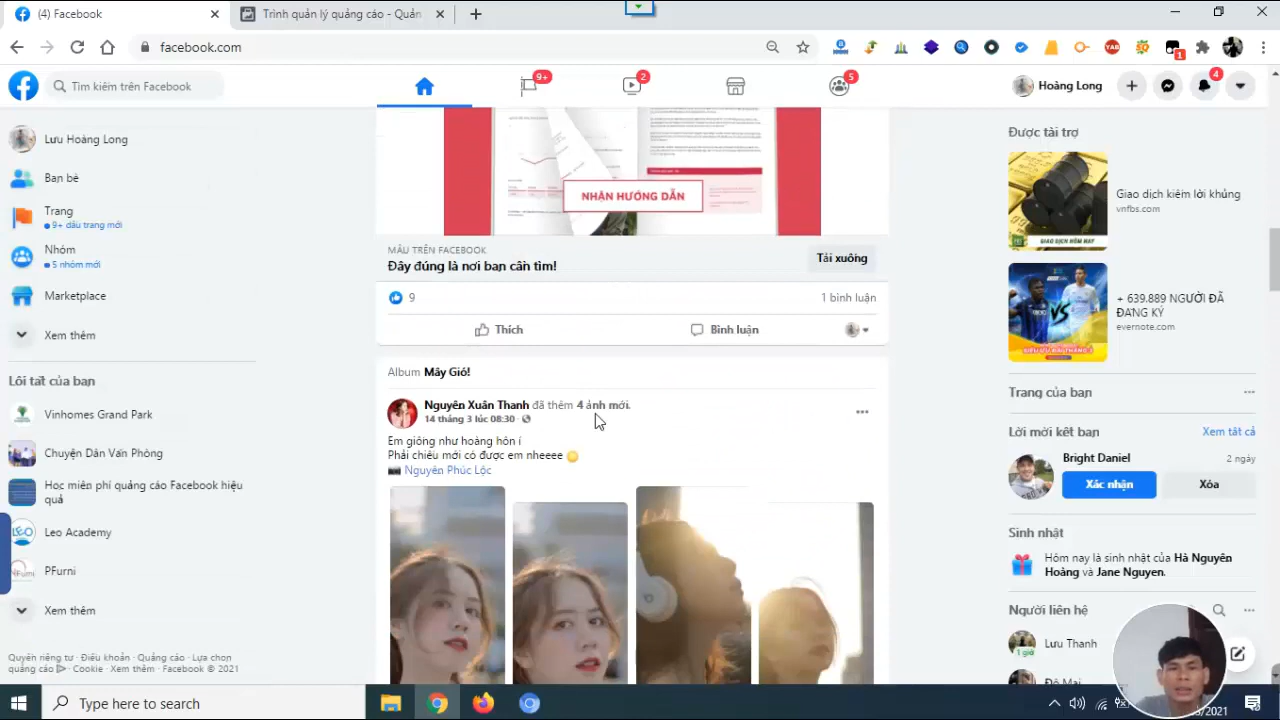 (4) Facebook
Trình quản lý quảng cáo - Quản
facebook.com
1
Tìm kiếm trên Facebook
9+
2
5
Hoàng Long
4
Lưu Hoàng Long
Bạn bè
Trang
9+ dấu trang mới
Nhóm
5 nhóm mới
Marketplace
Xem thêm
Lối tắt của bạn
Vinhomes Grand Park
Chuyện Dân Văn Phòng
Học miễn phí quảng cáo Facebook hiệu
quả
Leo Academy
PFurni
Xem thêm
Quyền riêng tư · Điều khoản · Quảng cáo · Lựa chọn
quảng cáo · Cookie · Xem thêm · Facebook © 2021
NHẬN HƯỚNG DẪN
MẪU TRÊN FACEBOOK
Đây đúng là nơi bạn cần tìm!
Tải xuống
9
1 bình luận
Thích
Bình luận
Album Mây Gió!
Nguyễn Xuân Thanh đã thêm 4 ảnh mới.
14 tháng 3 lúc 08:30
Em giống như hoàng hôn í
Phải chiều mới có được em nheeee
Nguyễn Phúc Lộc
Được tài trợ
GIAO DỊCH HÔM NAY
Giao dịch kiếm lời khủng
vnfbs.com
VS
+ 639.889 NGƯỜI ĐÃ
ĐĂNG KÝ
evernote.com
Trang của bạn
Lời mời kết bạn
Xem tất cả
Bright Daniel
2 ngày
Xác nhận
Xóa
Sinh nhật
Hôm nay là sinh nhật của Hà Nguyên
Hoàng và Jane Nguyen.
Người liên hệ
Lưu Thanh
1 giờ
Đỗ Mai
Type here to search
/2021